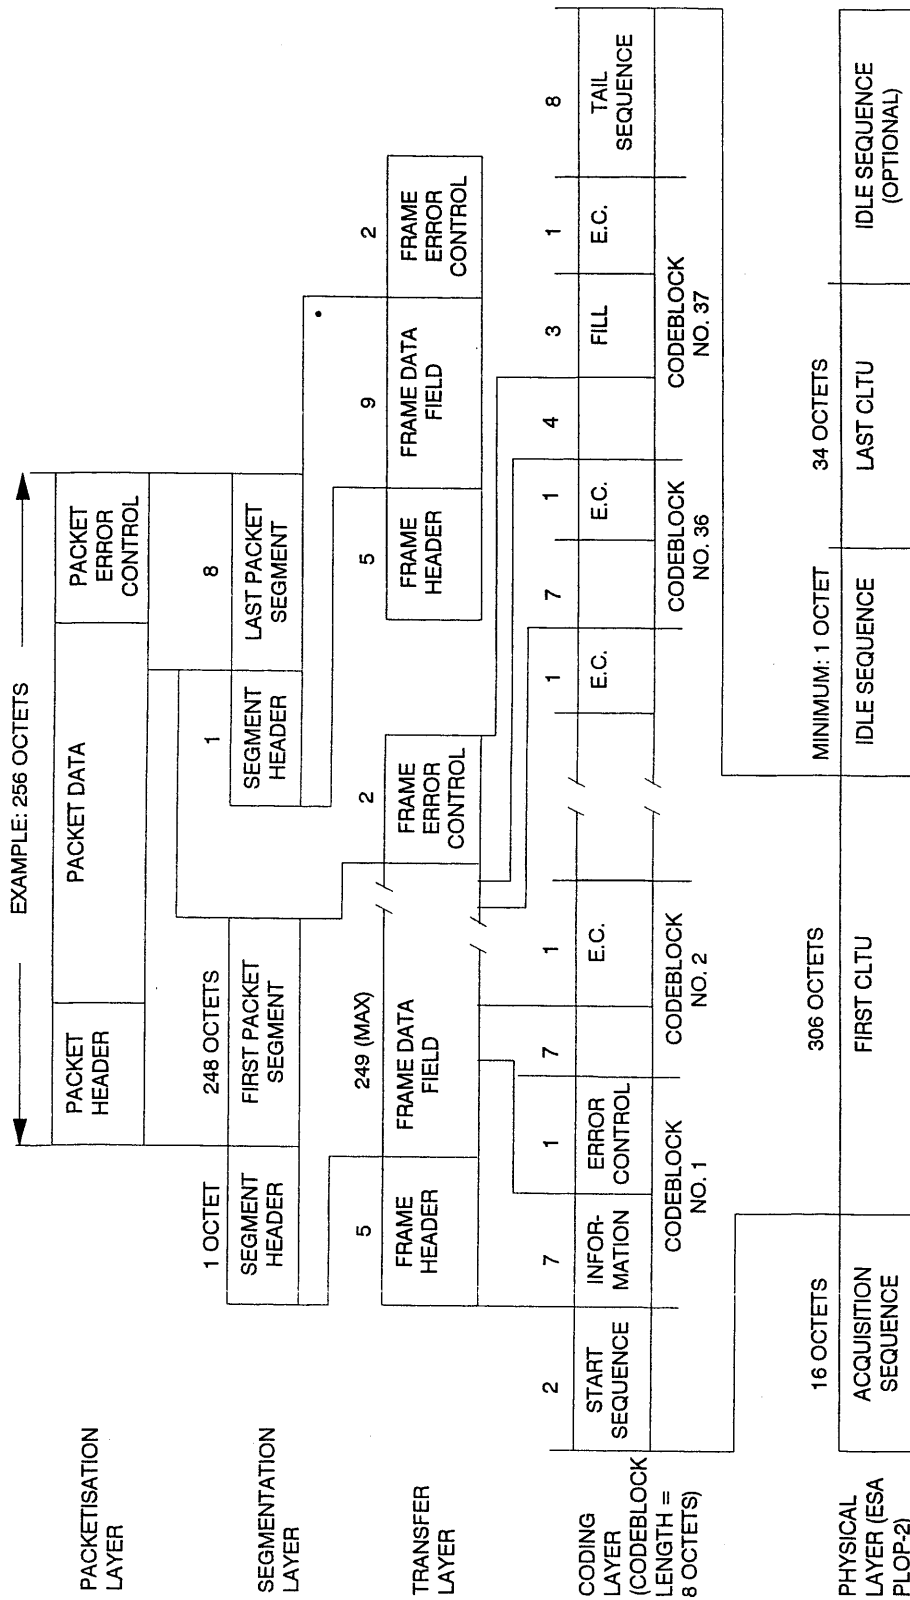 EXAMPLE: 256 OCTETS
PACKETISATION
LAYER
PACKET
HEADER
PACKET DATA
PACKET
ERROR
CONTROL
1 OCTET
248 OCTETS
1
8
SEGMENTATION
LAYER
SEGMENT
HEADER
FIRST PACKET
SEGMENT
SEGMENT
HEADER
LAST PACKET
SEGMENT
5
249 (MAX)
2
5
9
2
TRANSFER
LAYER
FRAME
HEADER
FRAME DATA
FIELD
FRAME
ERROR
CONTROL
FRAME
HEADER
FRAME DATA
FIELD
FRAME
ERROR
CONTROL
2
7
1
7
1
1
7
1
4
3
1
8
CODING
LAYER
(CODEBLOCK
LENGTH =
8 OCTETS)
START
SEQUENCE
INFOR-
MATION
ERROR
CONTROL
E.C.
E.C.
E.C.
FILL
E.C.
TAIL
SEQUENCE
CODEBLOCK
NO. 1
CODEBLOCK
NO. 2
CODEBLOCK
NO. 36
CODEBLOCK
NO. 37
16 OCTETS
306 OCTETS
MINIMUM: 1 OCTET
34 OCTETS
PHYSICAL
LAYER (ESA
PLOP-2)
ACQUISITION
SEQUENCE
FIRST CLTU
IDLE SEQUENCE
LAST CLTU
IDLE SEQUENCE
(OPTIONAL)